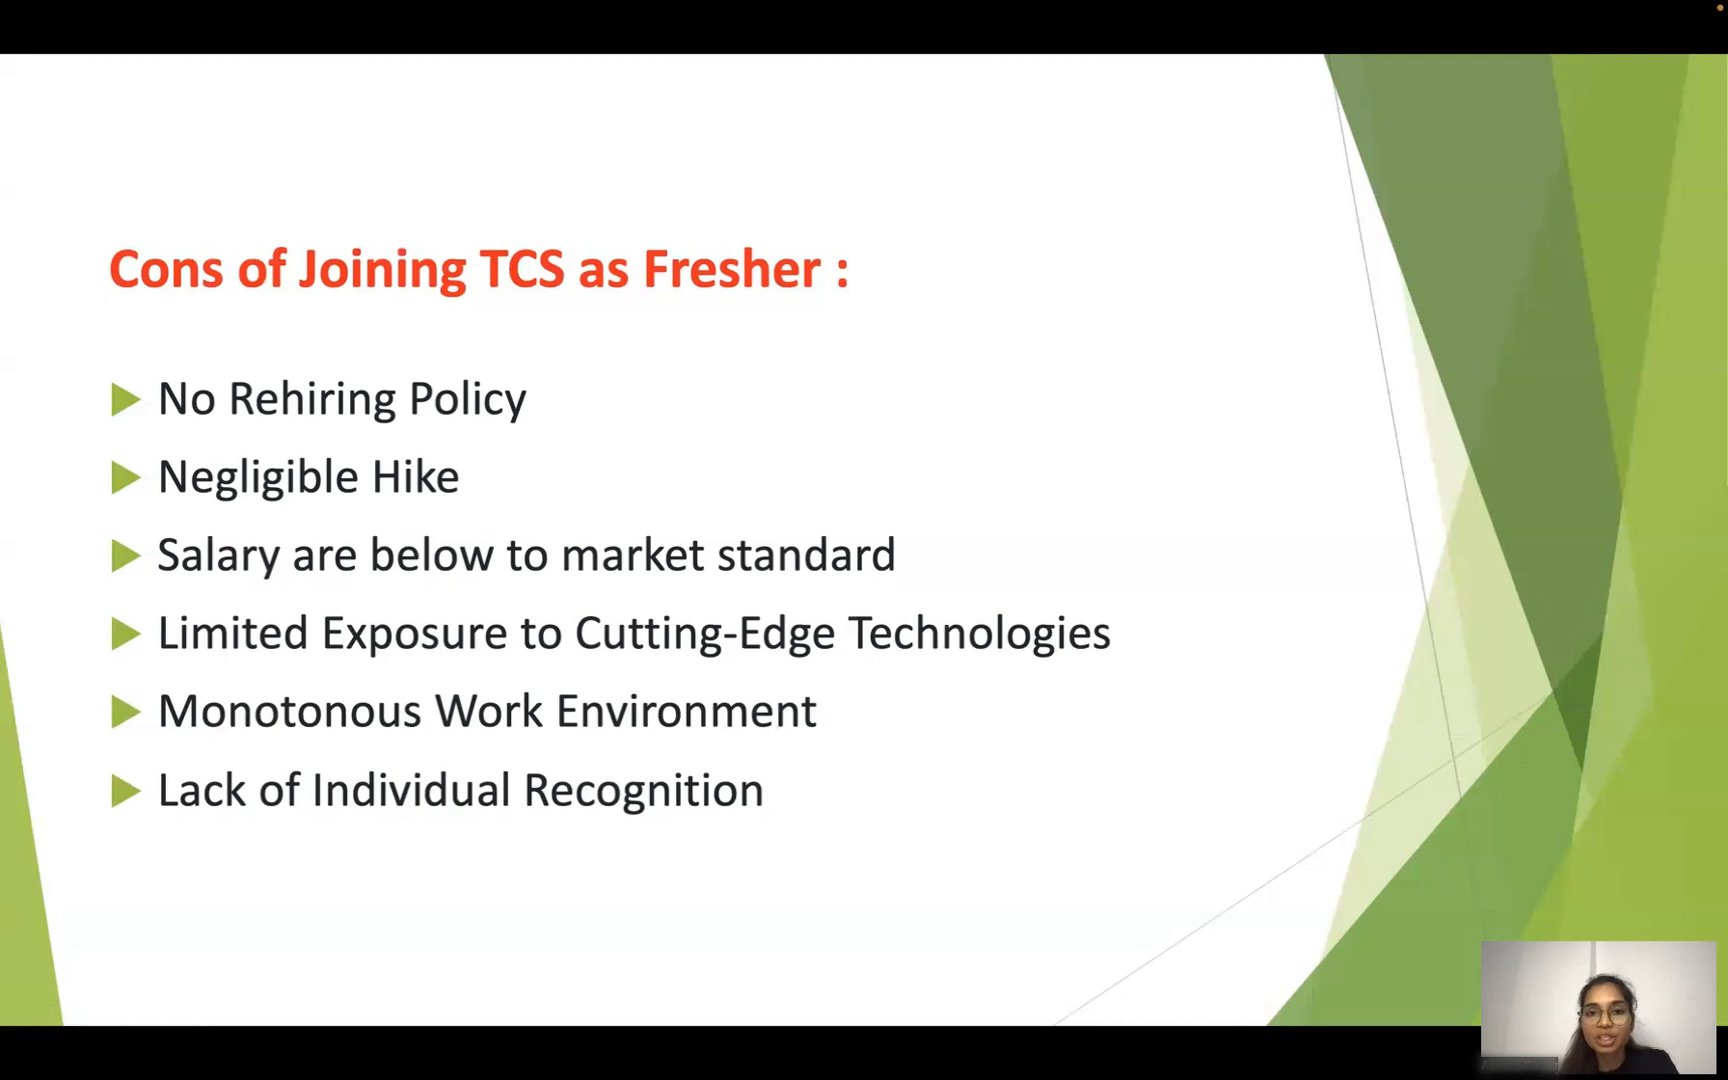 Cons of Joining TCS as Fresher :
No Rehiring Policy
Negligible Hike
Salary are below to market standard
Limited Exposure to Cutting-Edge Technologies
Monotonous Work Environment
Lack of Individual Recognition